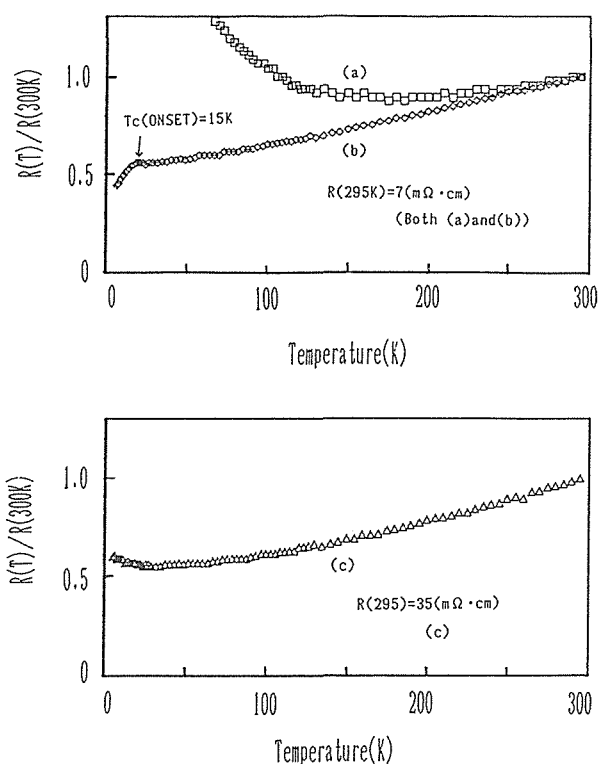 R(T)/R(300K)
1.0
0.5
0
(a)
Tc(ONSET)=15K
(b)
R(295K)=7(mΩ·cm)
(Both (a)and(b))
0 100 200 300
Temperature(K)
R(T)/R(300K)
1.0
0.5
0
(c)
R(295)=35(mΩ·cm)
(c)
0 100 200 300
Temperature(K)